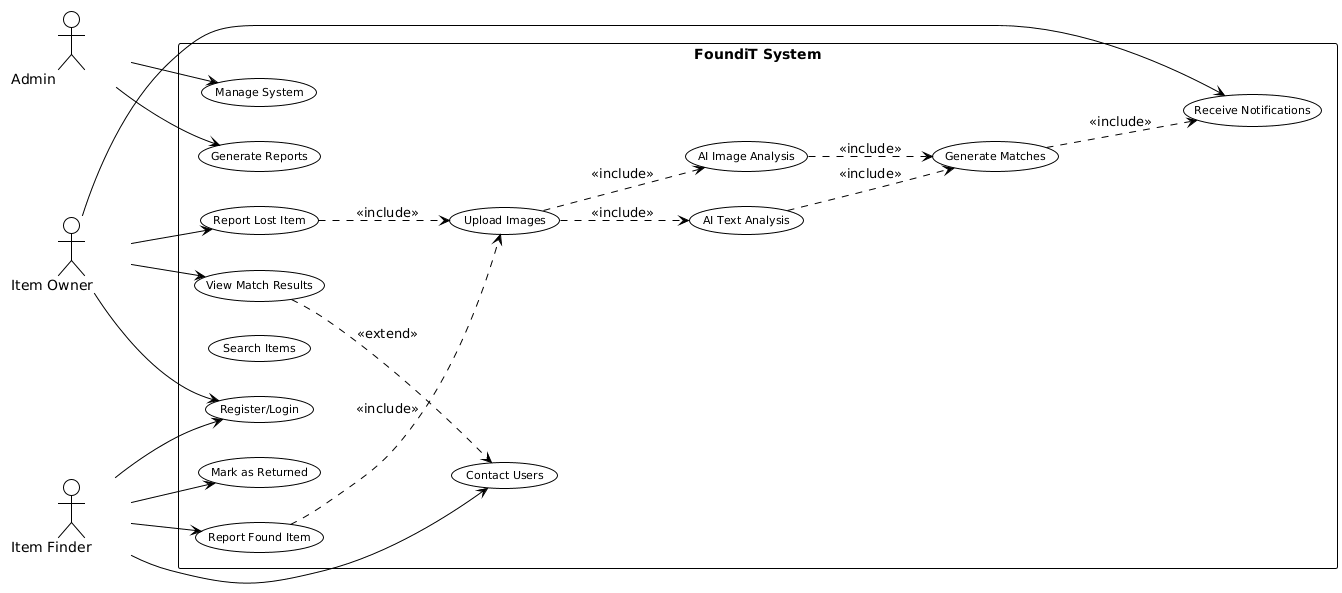 FoundiT System
Admin
Manage System
Receive Notifications
«include»
Generate Reports
AI Image Analysis
«include»
Generate Matches
«include»
«include»
Report Lost Item
«include»
Upload Images
«include»
AI Text Analysis
Item Owner
View Match Results
«extend»
Search Items
Register/Login
«include»
Mark as Returned
Contact Users
Item Finder
Report Found Item